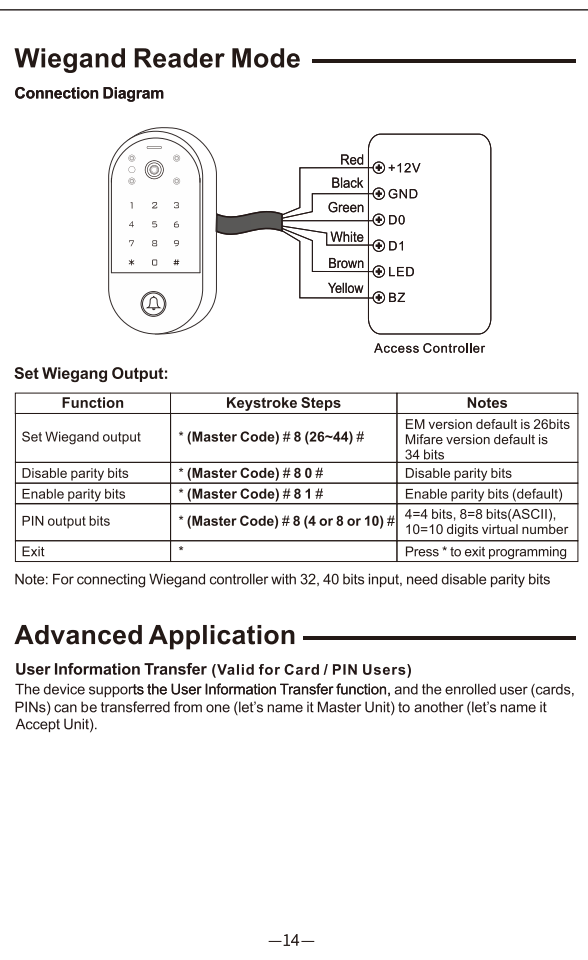 Wiegand Reader Mode
Connection Diagram
1 2 3
4 5 6
7 8 9
* 0 #
Red
Black
Green
White
Brown
Yellow
+12V
GND
D0
D1
LED
BZ
Access Controller
Set Wiegang Output:
Function Keystroke Steps Notes
Set Wiegand output * (Master Code) # 8 (26~44) # EM version default is 26bits
Mifare version default is
34 bits
Disable parity bits * (Master Code) # 8 0 # Disable parity bits
Enable parity bits * (Master Code) # 8 1 # Enable parity bits (default)
PIN output bits * (Master Code) # 8 (4 or 8 or 10) # 4=4 bits, 8=8 bits(ASCII),
10=10 digits virtual number
Exit * Press * to exit programming
Note: For connecting Wiegand controller with 32, 40 bits input, need disable parity bits
Advanced Application
User Information Transfer (Valid for Card / PIN Users)
The device supports the User Information Transfer function, and the enrolled user (cards,
PINs) can be transferred from one (let's name it Master Unit) to another (let's name it
Accept Unit).
—14—